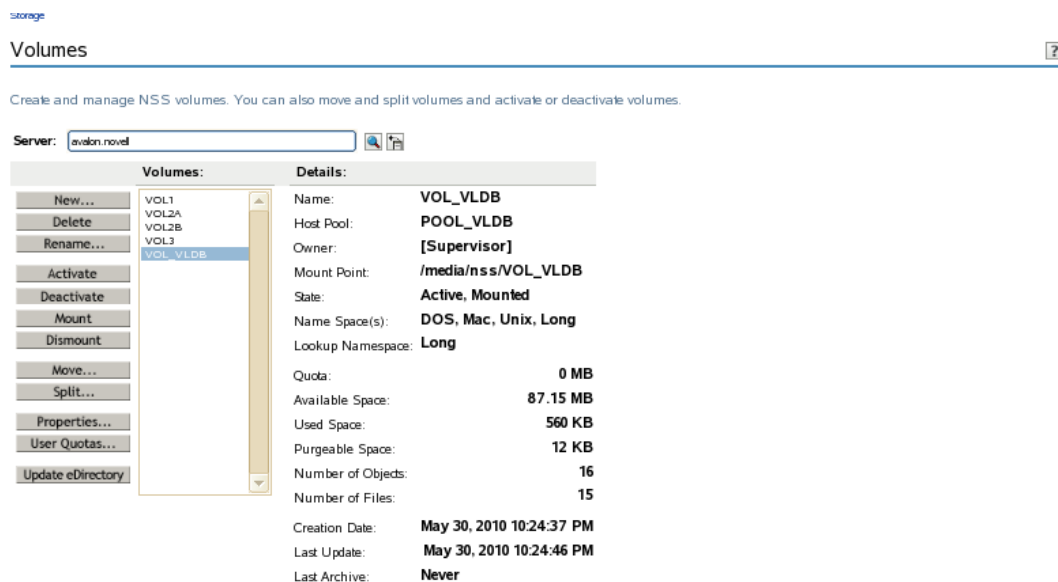 Storage
Volumes
?
Create and manage NSS volumes. You can also move and split volumes and activate or deactivate volumes.
Server: avalon.novell
Volumes:
Details:
New...
Delete
Rename...
Activate
Deactivate
Mount
Dismount
Move...
Split...
Properties...
User Quotas...
Update eDirectory
VOL1
VOL2A
VOL2B
VOL3
VOL_VLDB
Name: VOL_VLDB
Host Pool: POOL_VLDB
Owner: [Supervisor]
Mount Point: /media/nss/VOL_VLDB
State: Active, Mounted
Name Space(s): DOS, Mac, Unix, Long
Lookup Namespace: Long
Quota: 0 MB
Available Space: 87.15 MB
Used Space: 560 KB
Purgeable Space: 12 KB
Number of Objects: 16
Number of Files: 15
Creation Date: May 30, 2010 10:24:37 PM
Last Update: May 30, 2010 10:24:46 PM
Last Archive: Never